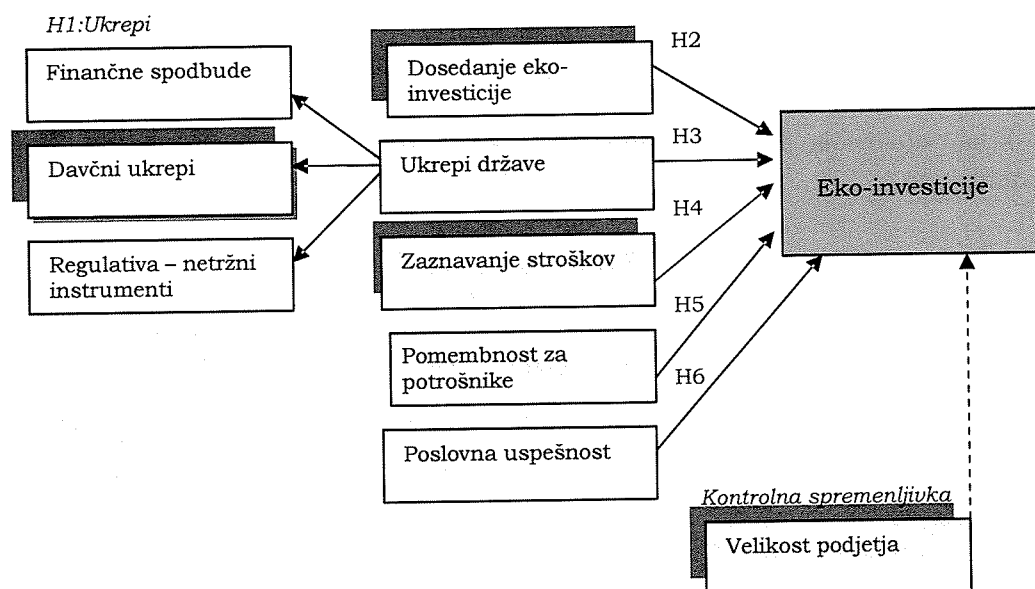 H1:Ukrepi
Finančne spodbude
Davčni ukrepi
Regulativa – netržni
instrumenti
Dosedanje eko-
investicije
Ukrepi države
Zaznavanje stroškov
Pomembnost za
potrošnike
Poslovna uspešnost
H2
H3
H4
H5
H6
Eko-investicije
Kontrolna spremenljivka
Velikost podjetja